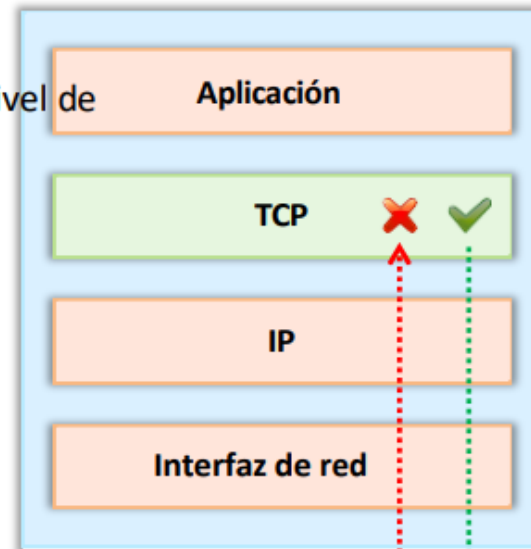 Aplicación
vel de
TCP
IP
Interfaz de red